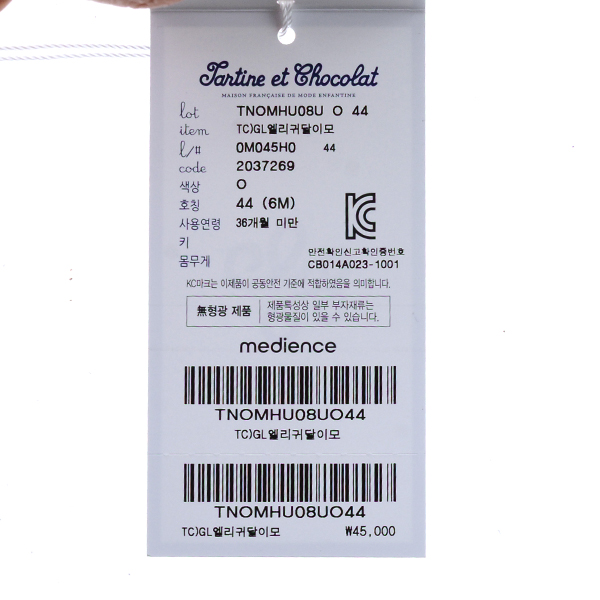 Tartine et Chocolat
MAISON FRANÇAISE DE MODE ENFANTINE
lot TNOMHU08U O 44
item TC)GL엘리귀달이모
l/# 0M045H0 44
code 2037269
색상 O
호칭 44 (6M)
사용연령 36개월 미만
키
몸무게
안전확인신고확인증번호
CB014A023-1001
KC마크는 이제품이 공통안전 기준에 적합하였음을 의미합니다.
無형광 제품
제품특성상 일부 부자재류는
형광물질이 있을 수 있습니다.
medience
TNOMHU08UO44
TC)GL엘리귀달이모
TNOMHU08UO44
TC)GL엘리귀달이모 ₩45,000